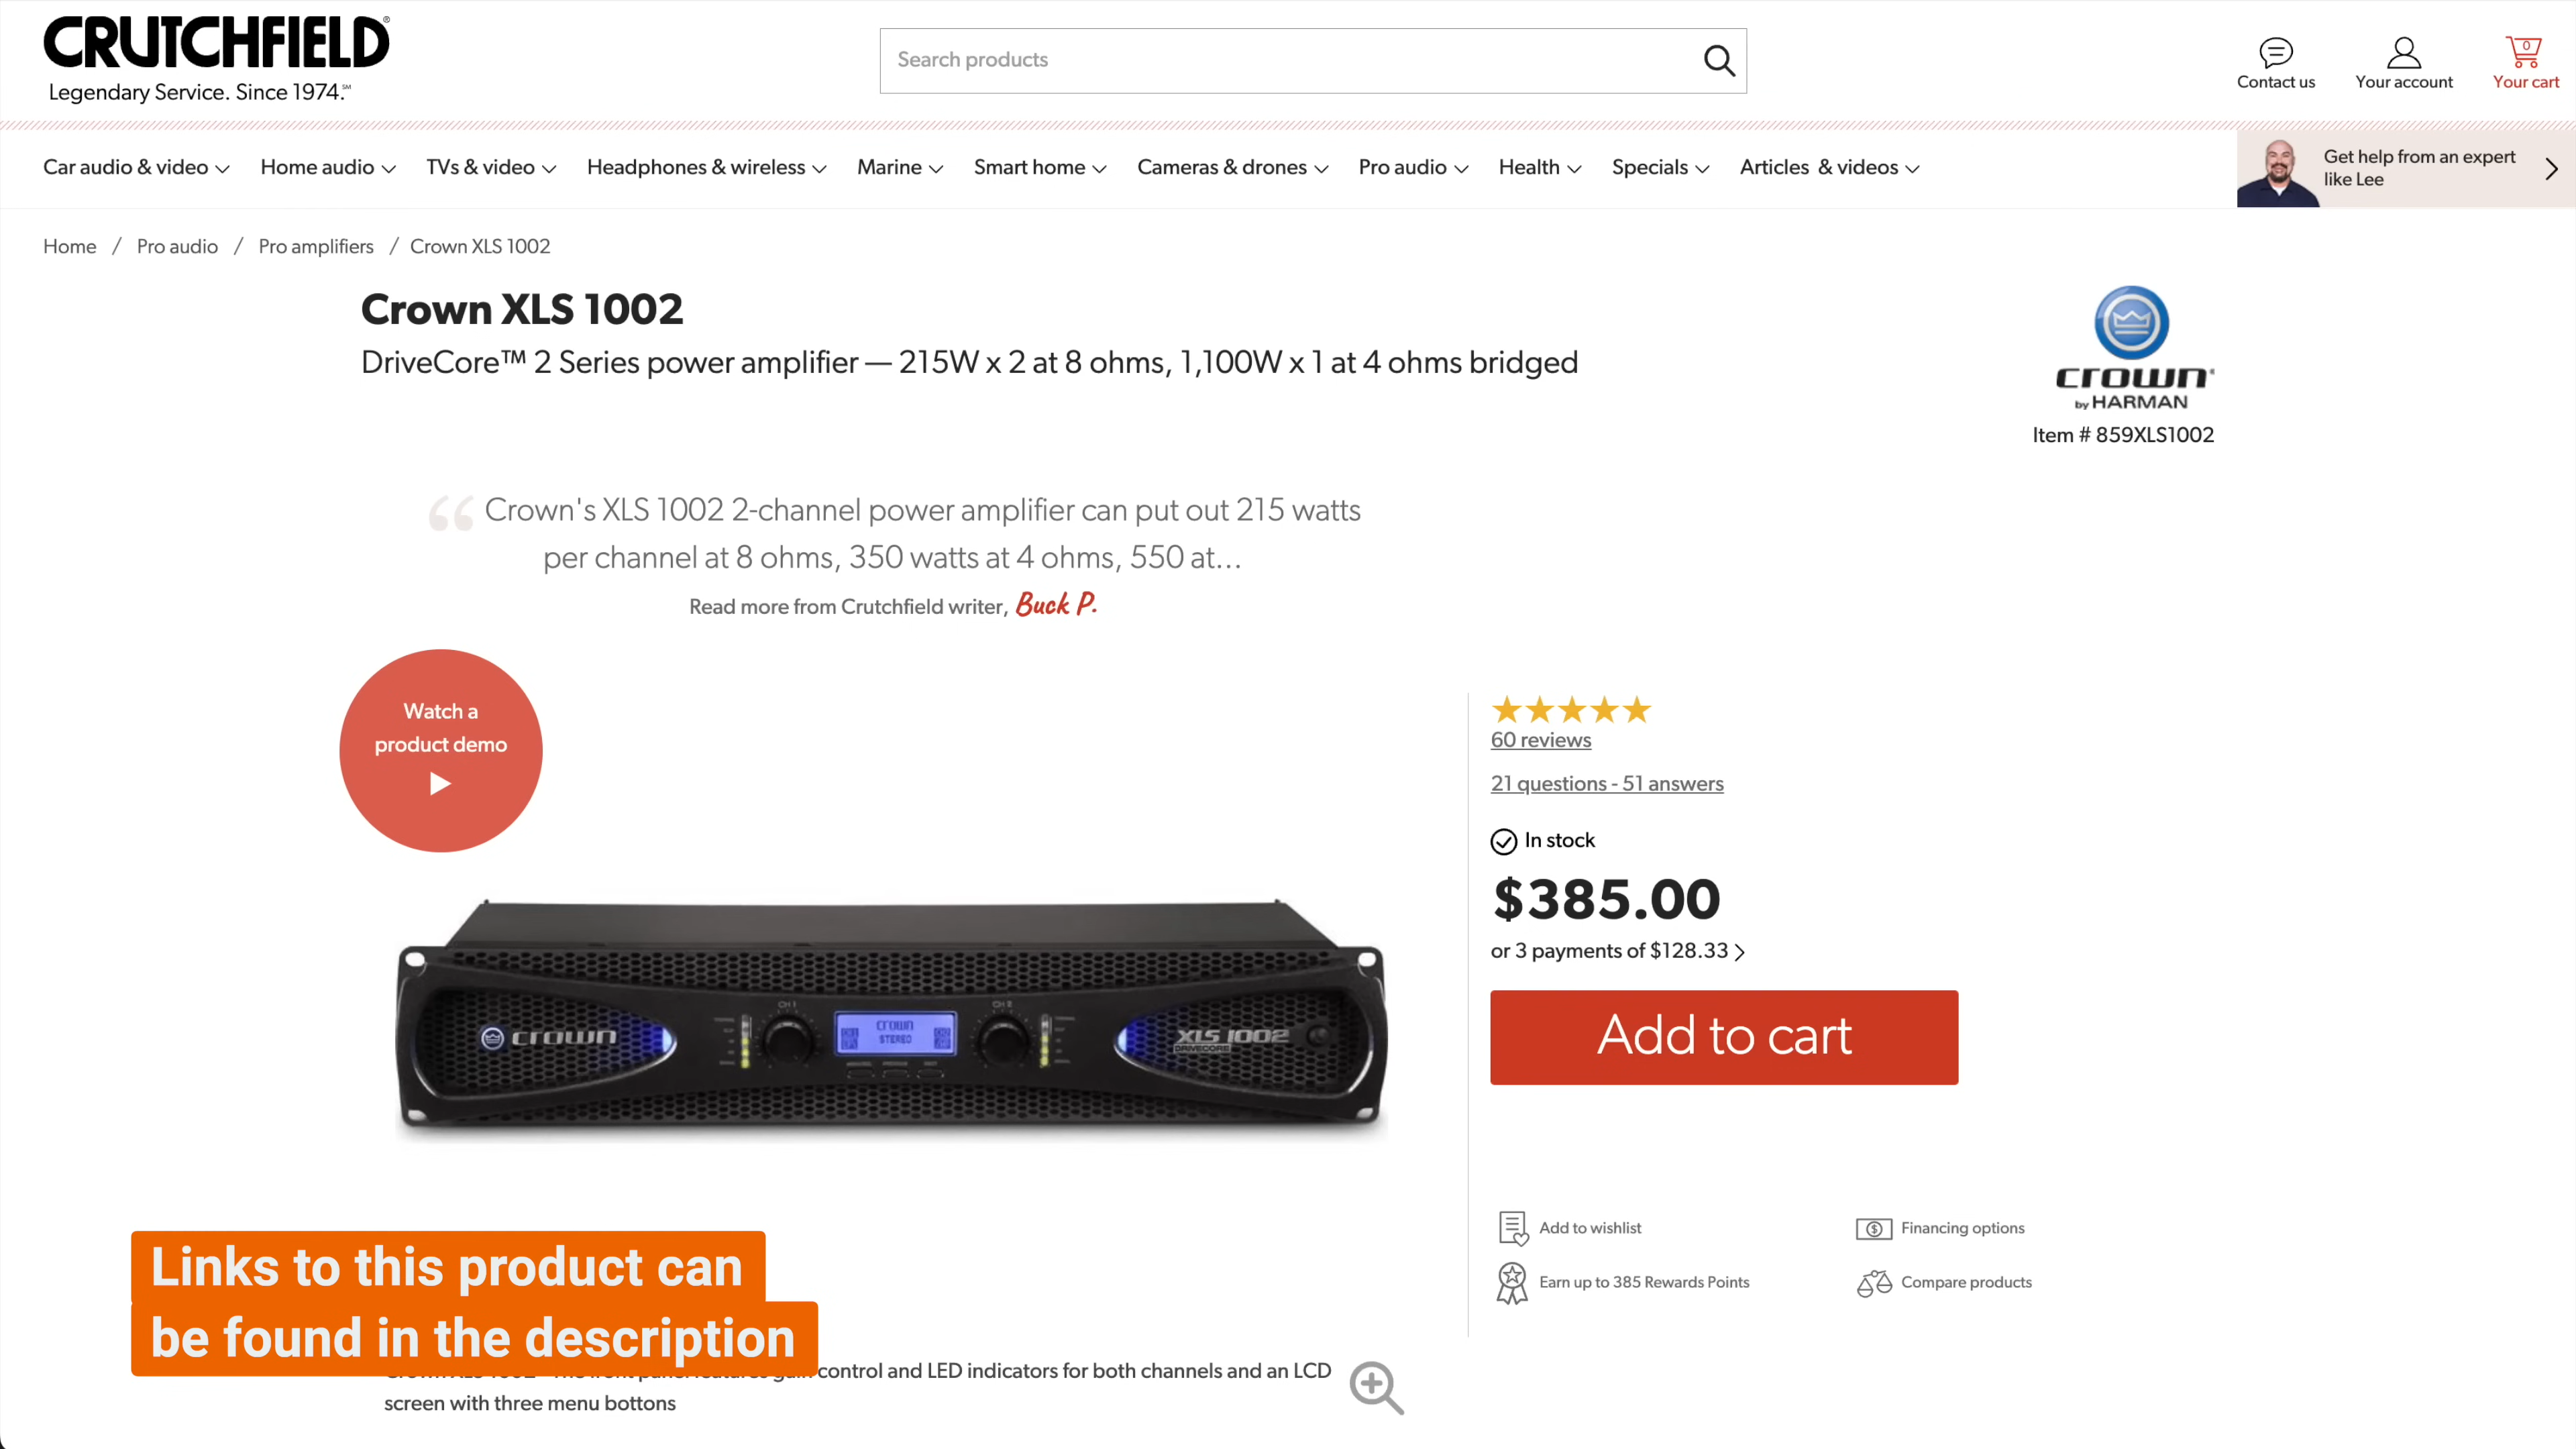 CRUTCHFIELD®
Legendary Service. Since 1974.℠
Search products
Contact us
Your account
0
Your cart
Car audio & video
Home audio
TVs & video
Headphones & wireless
Marine
Smart home
Cameras & drones
Pro audio
Health
Specials
Articles & videos
Get help from an expert
like Lee
Home / Pro audio / Pro amplifiers / Crown XLS 1002
Crown XLS 1002
DriveCore™ 2 Series power amplifier — 215W x 2 at 8 ohms, 1,100W x 1 at 4 ohms bridged
crown®
by HARMAN
Item # 859XLS1002
“ Crown's XLS 1002 2-channel power amplifier can put out 215 watts
per channel at 8 ohms, 350 watts at 4 ohms, 550 at...
Read more from Crutchfield writer, Buck P.
Watch a
product demo
60 reviews
21 questions - 51 answers
In stock
$385.00
or 3 payments of $128.33
Add to cart
CH 1
CH 2
crown
crown
STEREO
XLS 1002
DRIVECORE
Add to wishlist
Financing options
Earn up to 385 Rewards Points
Compare products
Links to this product can
be found in the description
control and LED indicators for both channels and an LCD
screen with three menu bottons